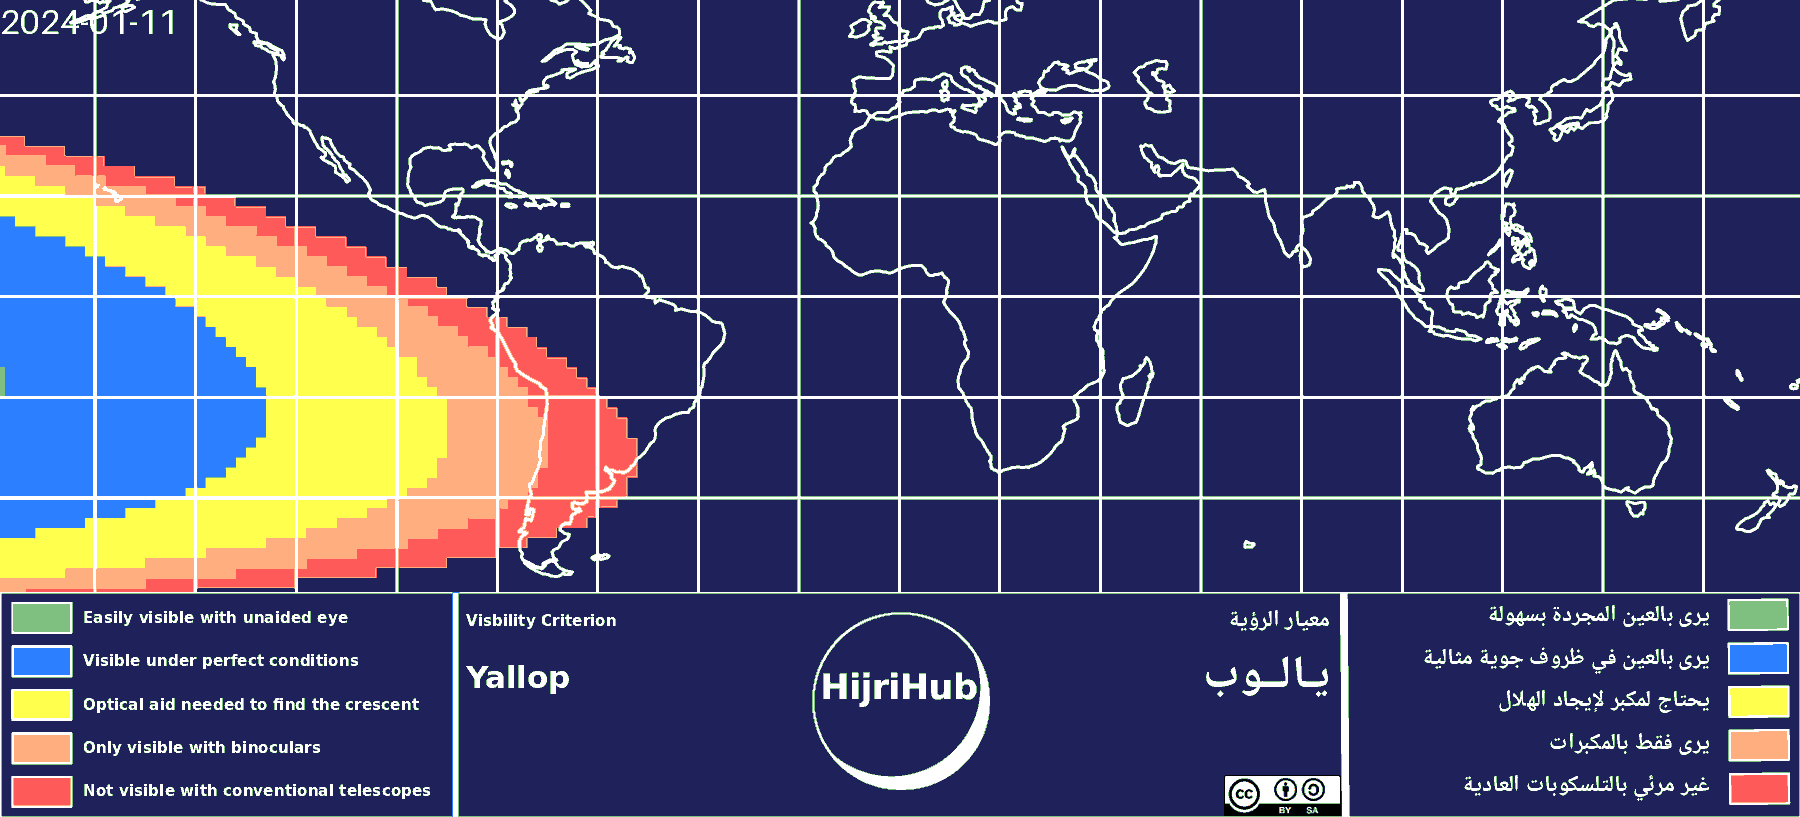 2024-01-11
Easily visible with unaided eye
Visible under perfect conditions
Optical aid needed to find the crescent
Only visible with binoculars
Not visible with conventional telescopes
Visbility Criterion
Yallop
HijriHub
معيار الرؤية
يـالـوب
cc BY SA
يرى بالعين المجردة بسهولة
يرى بالعين في ظروف جوية مثالية
يحتاج لمكبر لإيجاد الهلال
يرى فقط بالمكبرات
غير مرئي بالتلسكوبات العادية